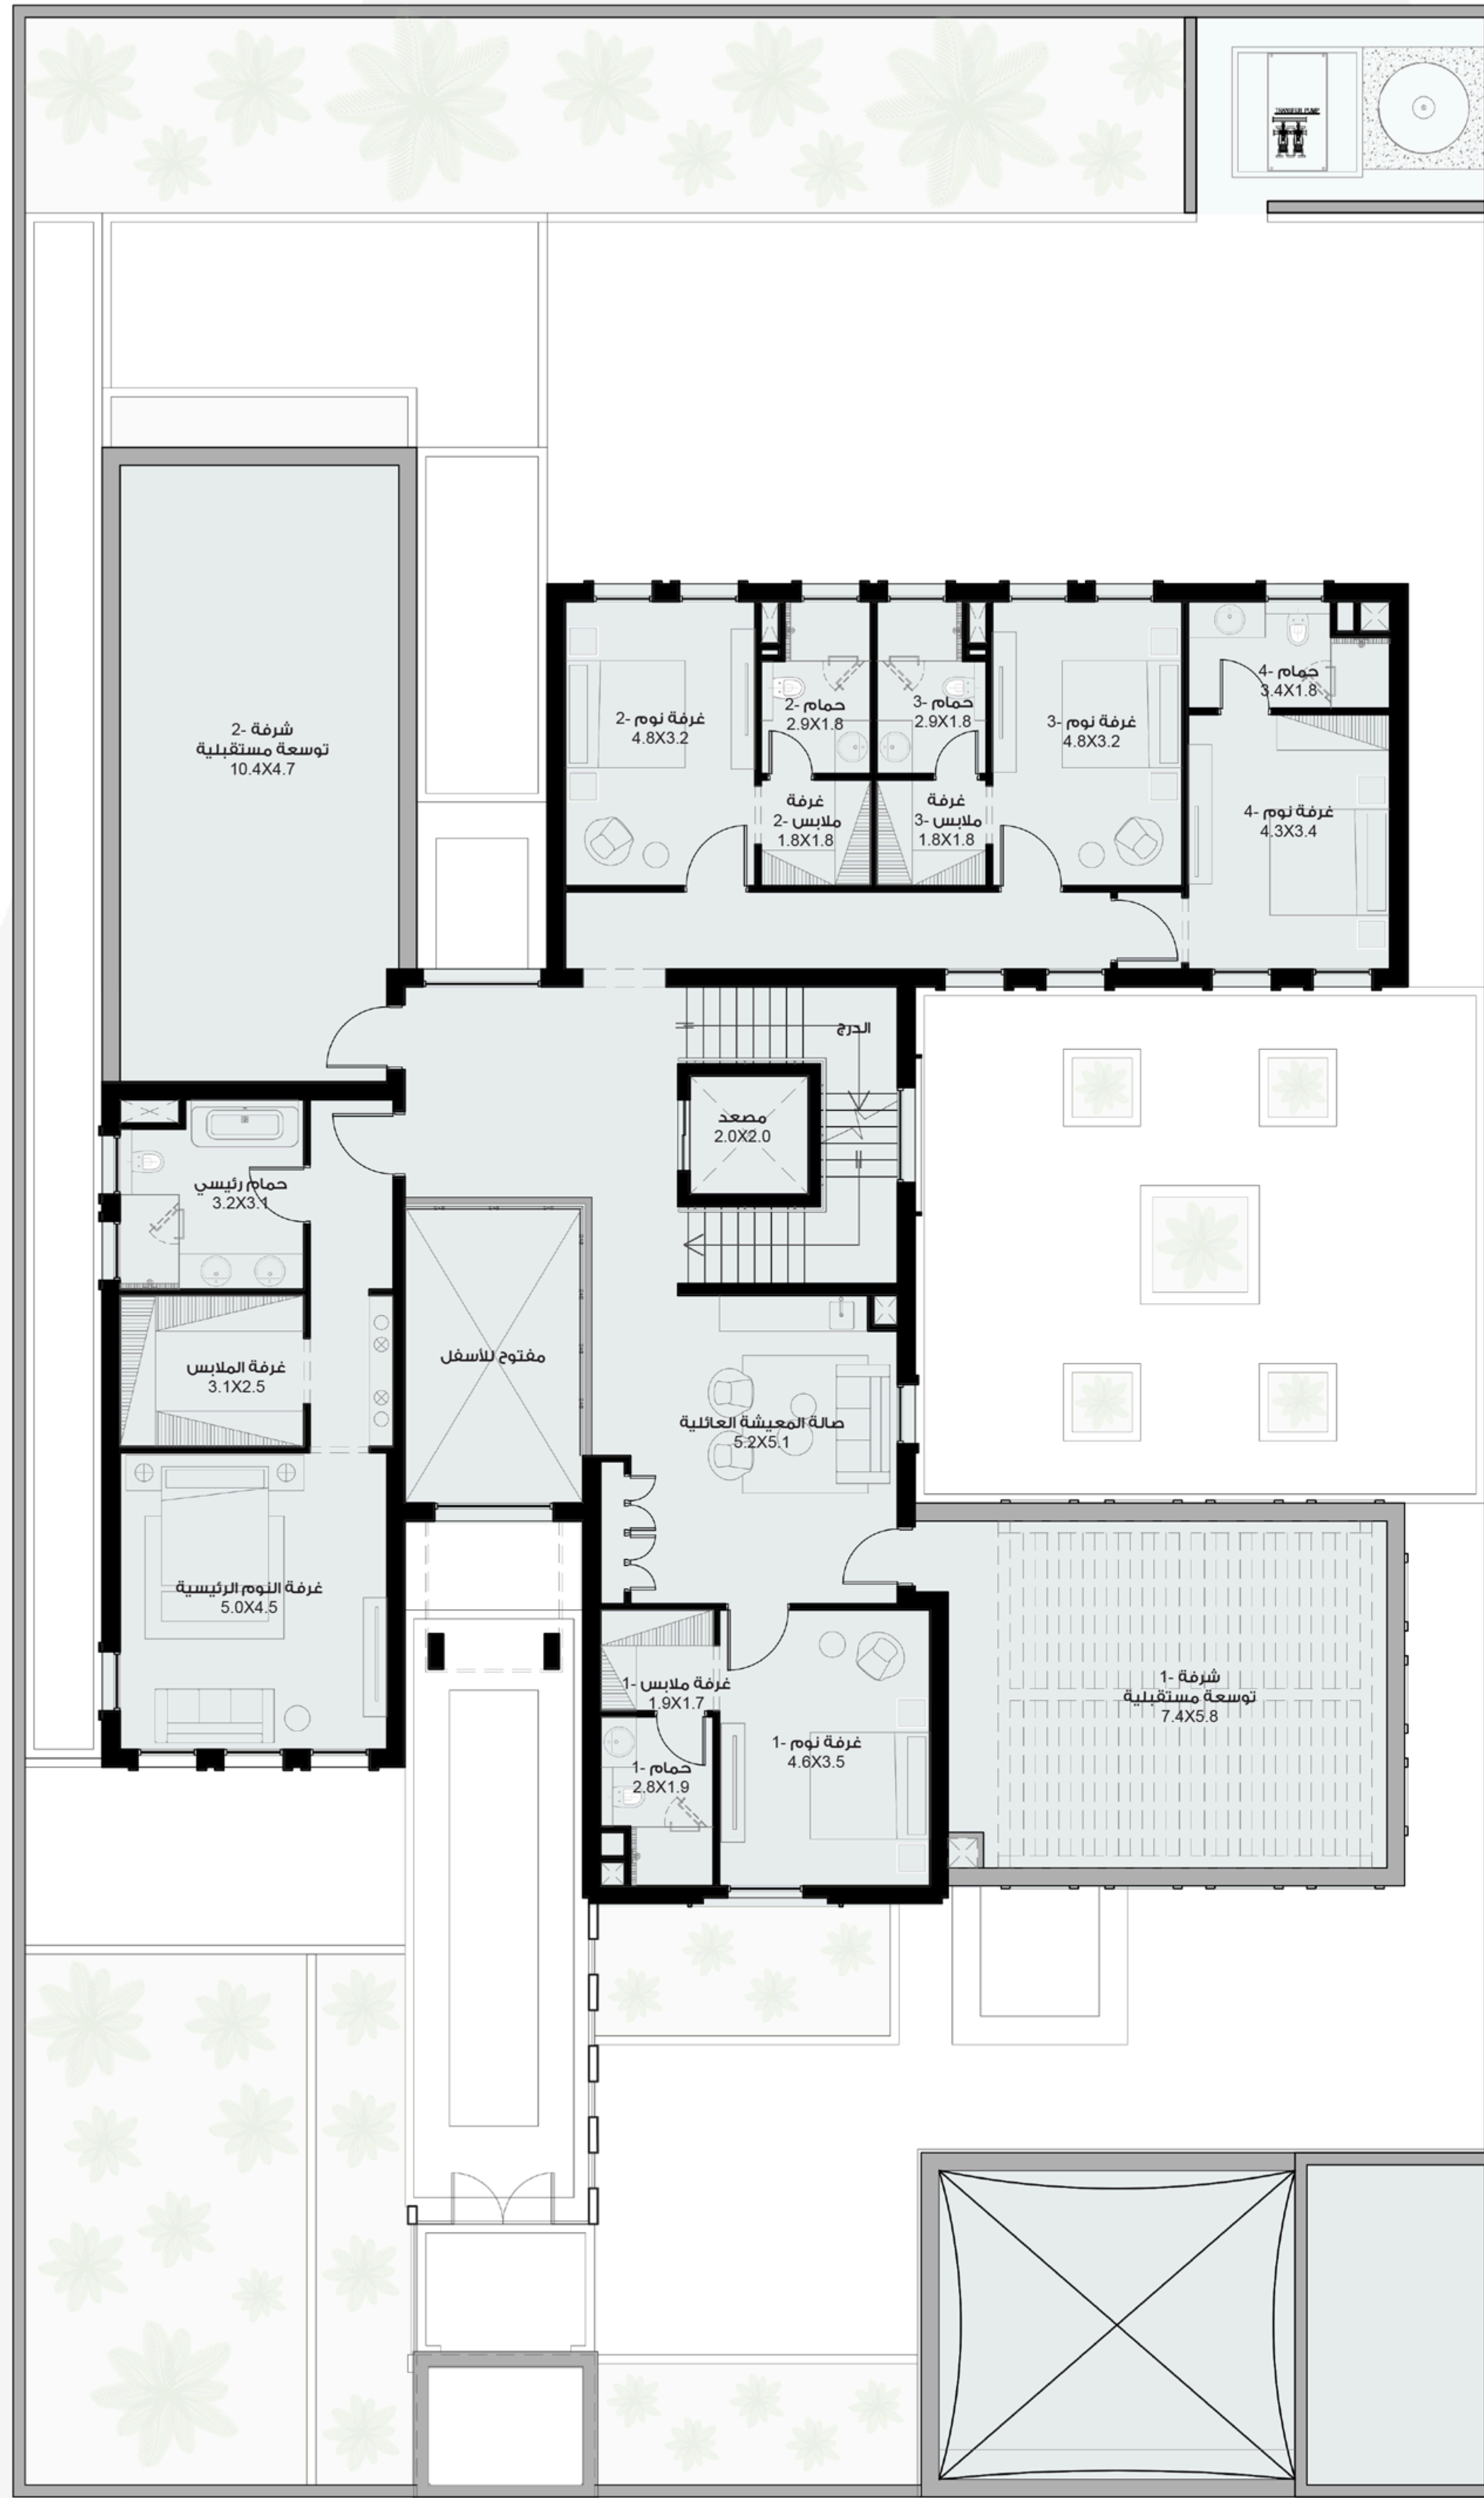 TRANSFER PUMP
حمام -4
3.4X1.8
غرفة نوم -2
4.8X3.2
حمام -2
2.9X1.8
حمام -3
2.9X1.8
غرفة نوم -3
4.8X3.2
شرفة -2
توسعة مستقبلية
10.4X4.7
غرفة
ملابس -2
1.8X1.8
غرفة
ملابس -3
1.8X1.8
غرفة نوم -4
4.3X3.4
الدرج
مصعد
2.0X2.0
حمام رئيسي
3.2X3.1
غرفة الملابس
3.1X2.5
مفتوح للأسفل
صالة المعيشة العائلية
5.2X5.1
غرفة النوم الرئيسية
5.0X4.5
غرفة ملابس -1
1.9X1.7
شرفة -1
توسعة مستقبلية
7.4X5.8
غرفة نوم -1
4.6X3.5
حمام -1
2.8X1.9